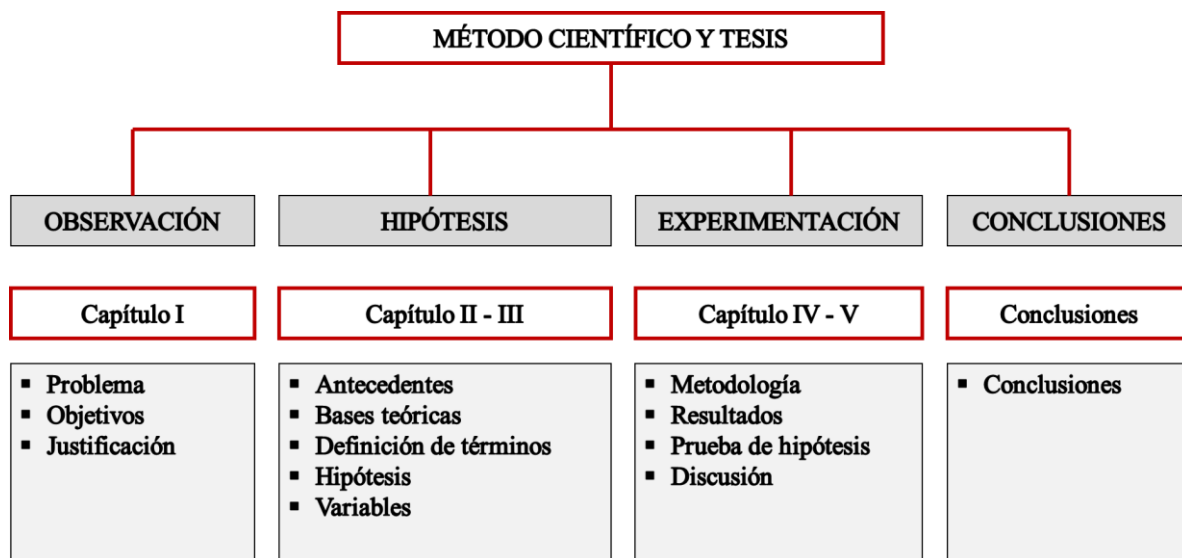 MÉTODO CIENTÍFICO Y TESIS
OBSERVACIÓN
HIPÓTESIS
EXPERIMENTACIÓN
CONCLUSIONES
Capítulo I
Capítulo II - III
Capítulo IV - V
Conclusiones
▪ Problema
▪ Objetivos
▪ Justificación
▪ Antecedentes
▪ Bases teóricas
▪ Definición de términos
▪ Hipótesis
▪ Variables
▪ Metodología
▪ Resultados
▪ Prueba de hipótesis
▪ Discusión
▪ Conclusiones